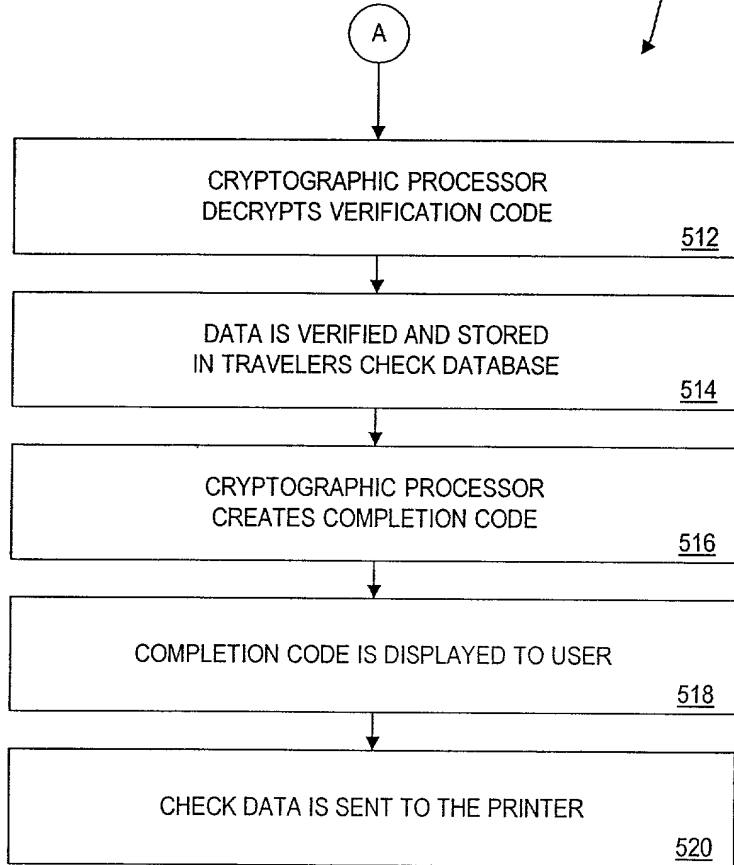 A
CRYPTOGRAPHIC PROCESSOR
DECRYPTS VERIFICATION CODE
512
DATA IS VERIFIED AND STORED
IN TRAVELERS CHECK DATABASE
514
CRYPTOGRAPHIC PROCESSOR
CREATES COMPLETION CODE
516
COMPLETION CODE IS DISPLAYED TO USER
518
CHECK DATA IS SENT TO THE PRINTER
520